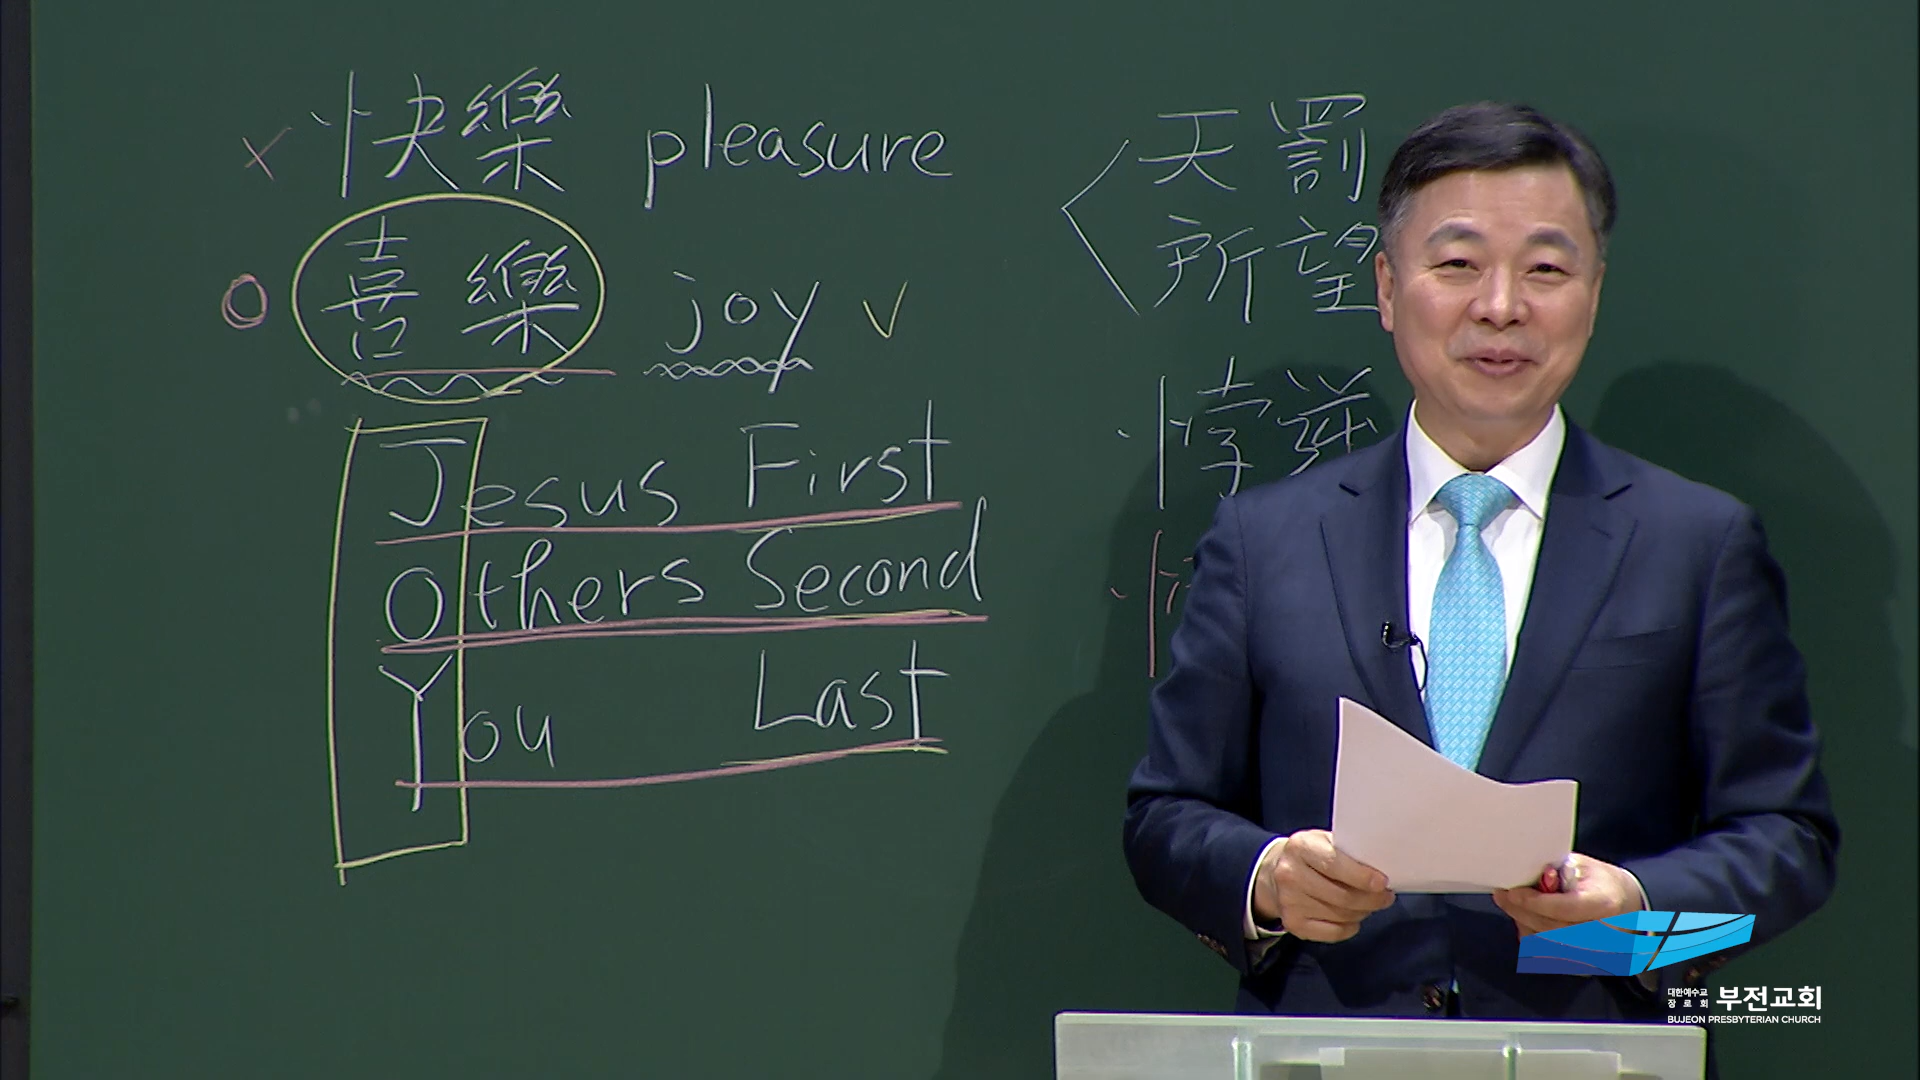 × 快樂 pleasure
○ 喜樂 joy ✓
Jesus First
Others Second
You Last
天罰
所望
대한예수교
장로회
부전교회
BUJEON PRESBYTERIAN CHURCH